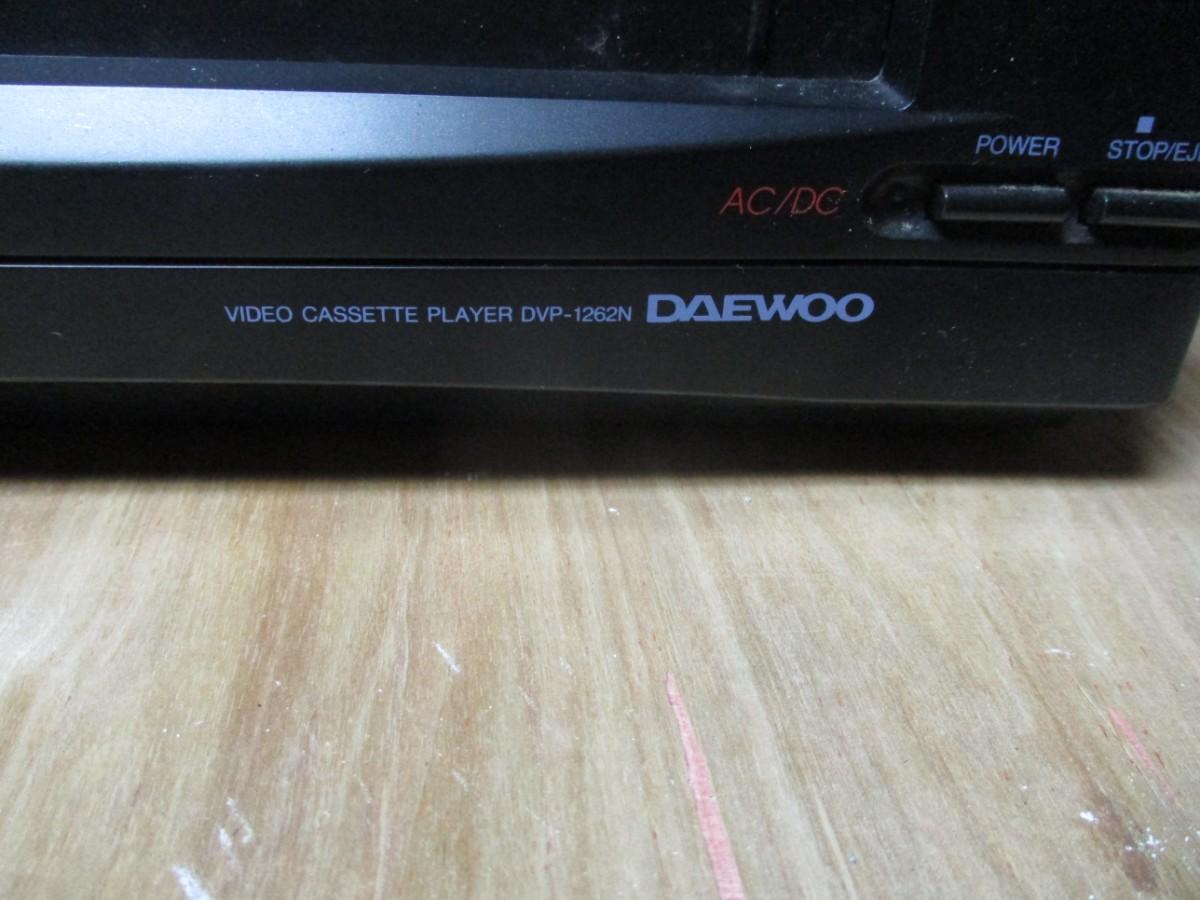 POWER
STOP/EJ
AC/DC
VIDEO CASSETTE PLAYER DVP-1262N DAEWOO